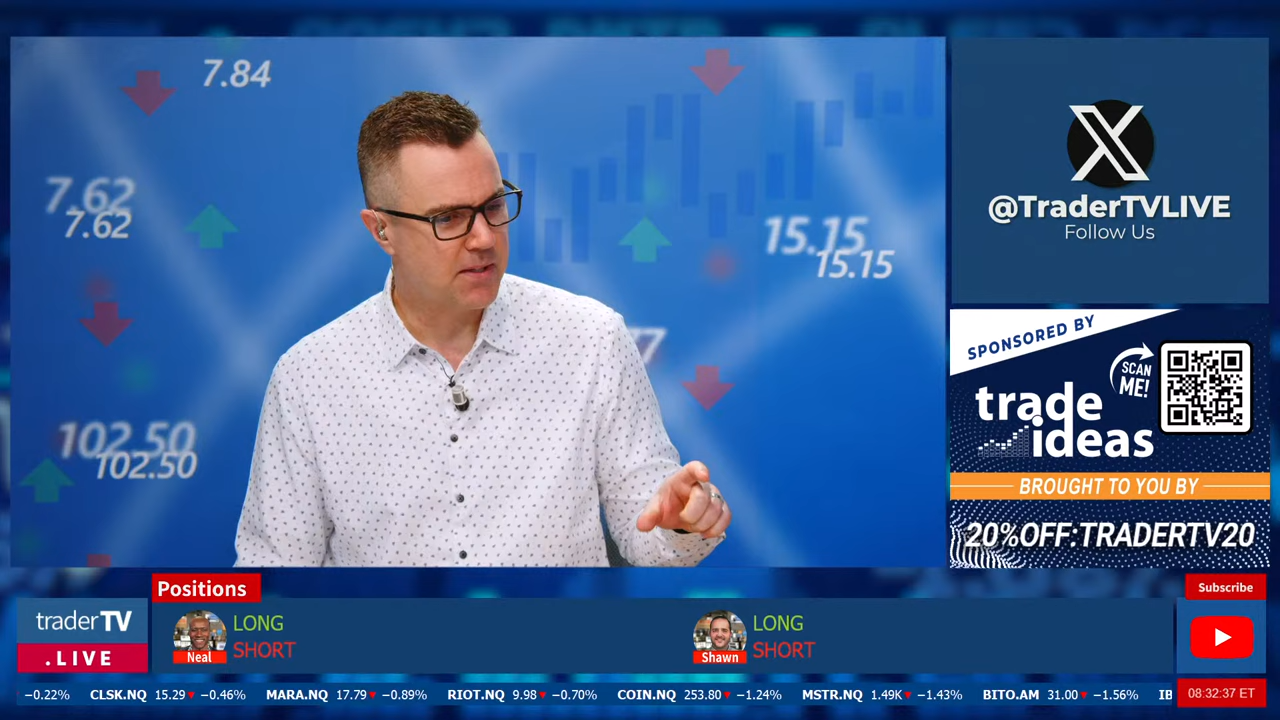 7.84
7.62
7.62
15.15
15.15
7
102.50
102.50
X
@TraderTVLIVE
Follow Us
SPONSORED BY
SCAN
ME!
trade
ideas
BROUGHT TO YOU BY
20%OFF:TRADERTV20
Positions
Subscribe
traderTV
.LIVE
Neal
LONG
SHORT
Shawn
LONG
SHORT
−0.22% CLSK.NQ 15.29▼ −0.46% MARA.NQ 17.79▼ −0.89% RIOT.NQ 9.98▼ −0.70% COIN.NQ 253.80▼ −1.24% MSTR.NQ 1.49K▼ −1.43% BITO.AM 31.00▼ −1.56% IB
08:32:37 ET